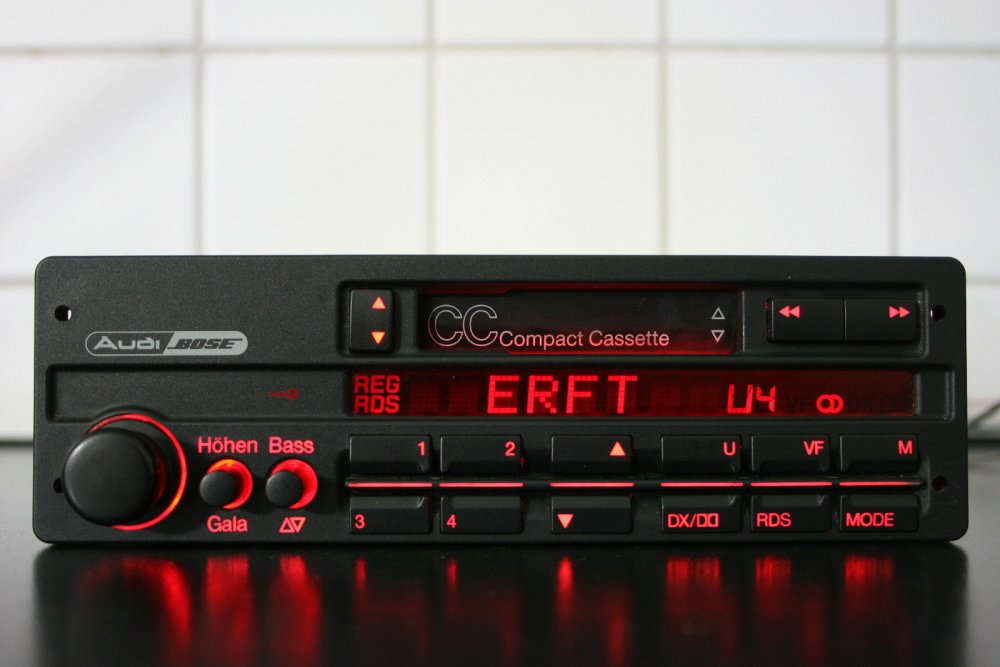 Audi BOSE
CC Compact Cassette
REG
RDS
ERFT
U4
Höhen Bass
Gala
1
2
U
VF
M
3
4
DX/
RDS
MODE